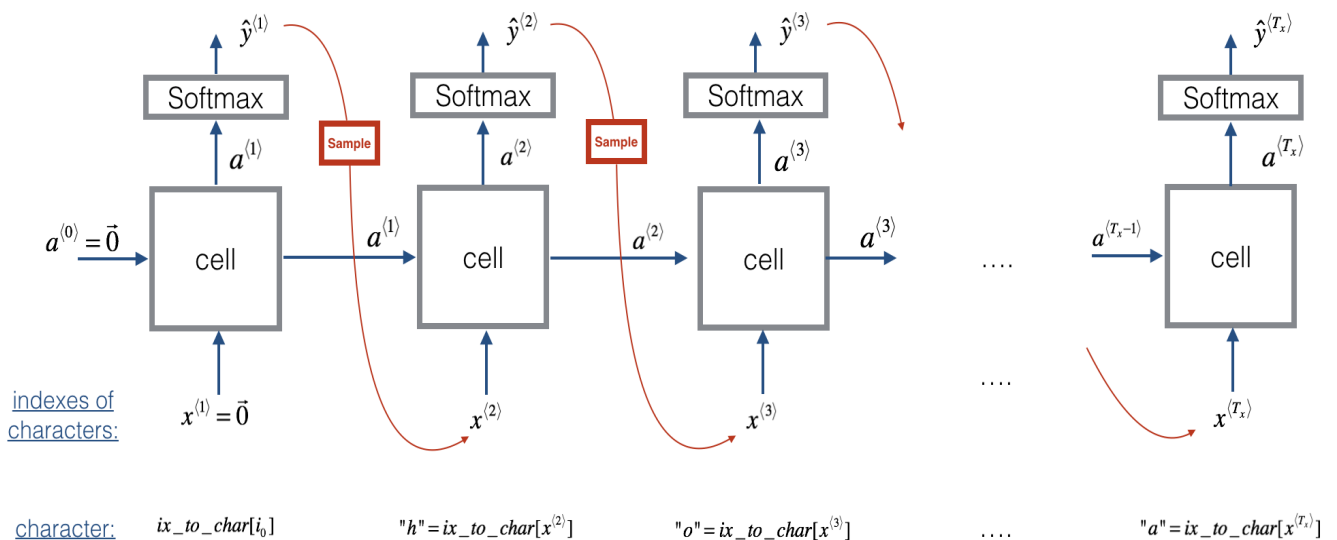 ŷ⟨1⟩ ŷ⟨2⟩ ŷ⟨3⟩ ŷ⟨Tₓ⟩
Softmax Softmax Softmax Softmax
Sample Sample
a⟨1⟩ a⟨2⟩ a⟨3⟩ a⟨Tₓ⟩
a⟨0⟩ = 0⃗ cell a⟨1⟩ cell a⟨2⟩ cell a⟨3⟩ .... a⟨Tₓ−1⟩ cell
....
indexes of
characters:
x⟨1⟩ = 0⃗ x⟨2⟩ x⟨3⟩ x⟨Tₓ⟩
character: ix_to_char[i₀] "h" = ix_to_char[x⟨2⟩] "o" = ix_to_char[x⟨3⟩] .... "a" = ix_to_char[x⟨Tₓ⟩]